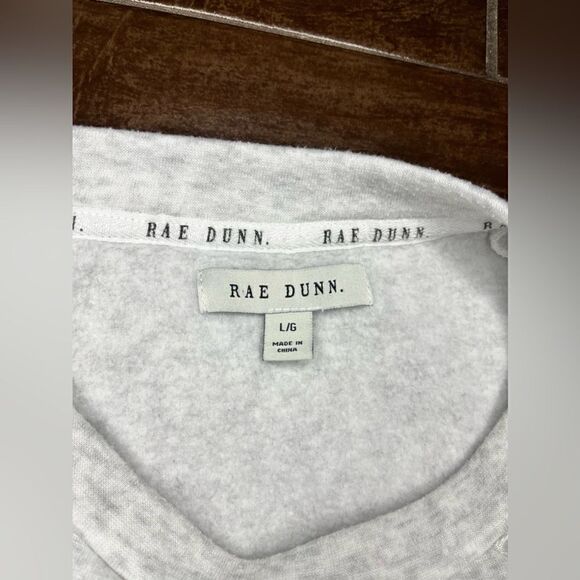 RAE DUNN. RAE DUNN.
RAE DUNN.
L/G
MADE IN
CHINA